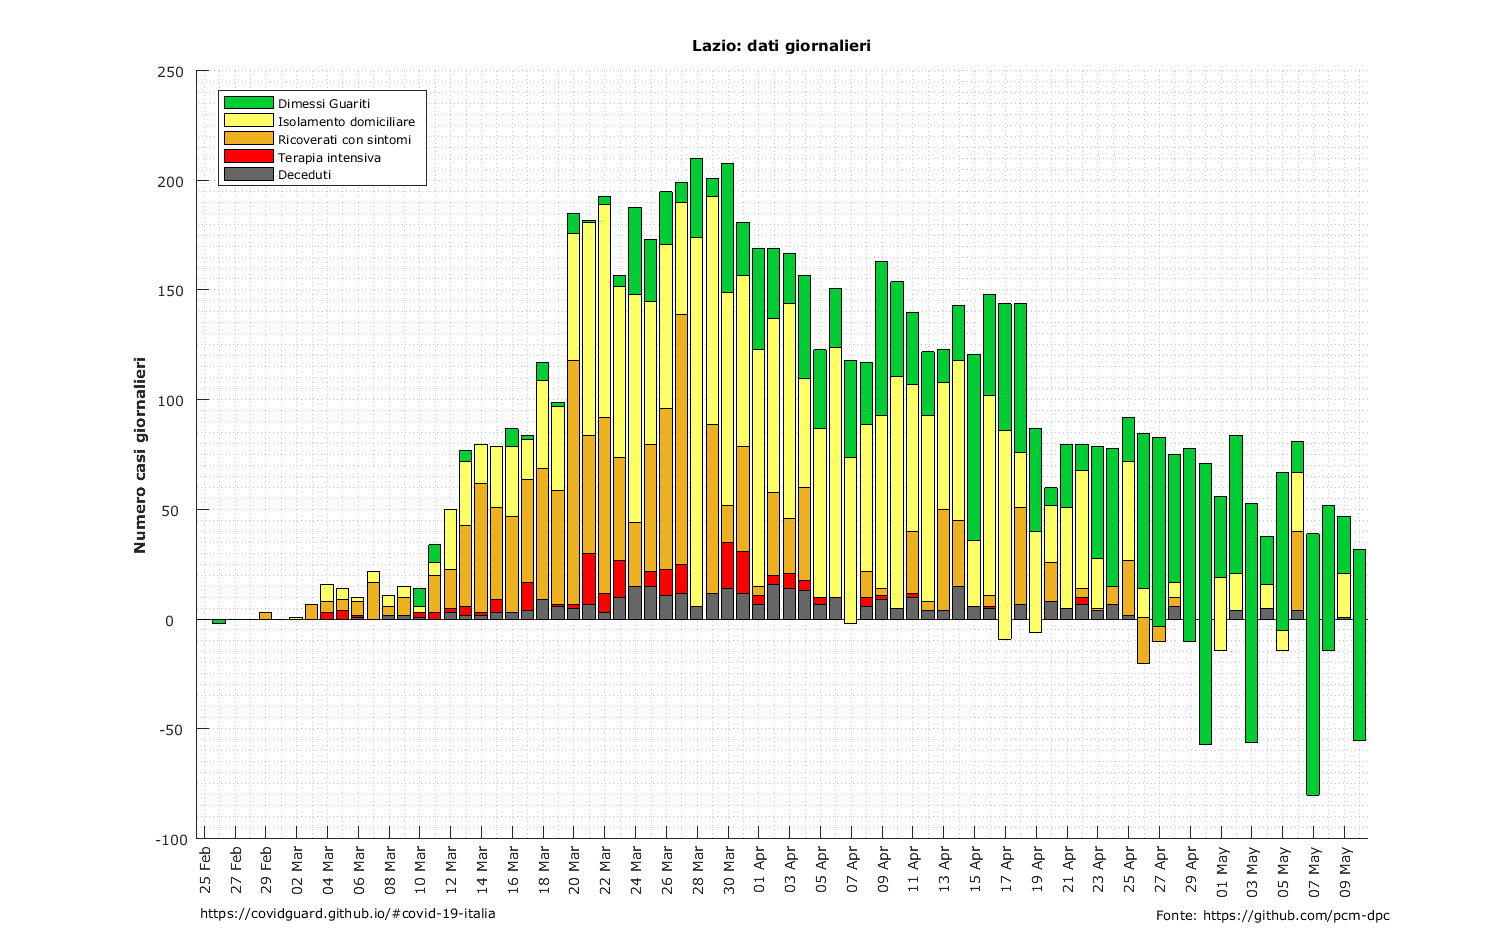 Lazio: dati giornalieri
250
200
150
100
50
0
-50
-100
Numero casi giornalieri
Dimessi Guariti
Isolamento domiciliare
Ricoverati con sintomi
Terapia intensiva
Deceduti
25 Feb
27 Feb
29 Feb
02 Mar
04 Mar
06 Mar
08 Mar
10 Mar
12 Mar
14 Mar
16 Mar
18 Mar
20 Mar
22 Mar
24 Mar
26 Mar
28 Mar
30 Mar
01 Apr
03 Apr
05 Apr
07 Apr
09 Apr
11 Apr
13 Apr
15 Apr
17 Apr
19 Apr
21 Apr
23 Apr
25 Apr
27 Apr
29 Apr
01 May
03 May
05 May
07 May
09 May
https://covidguard.github.io/#covid-19-italia
Fonte: https://github.com/pcm-dpc